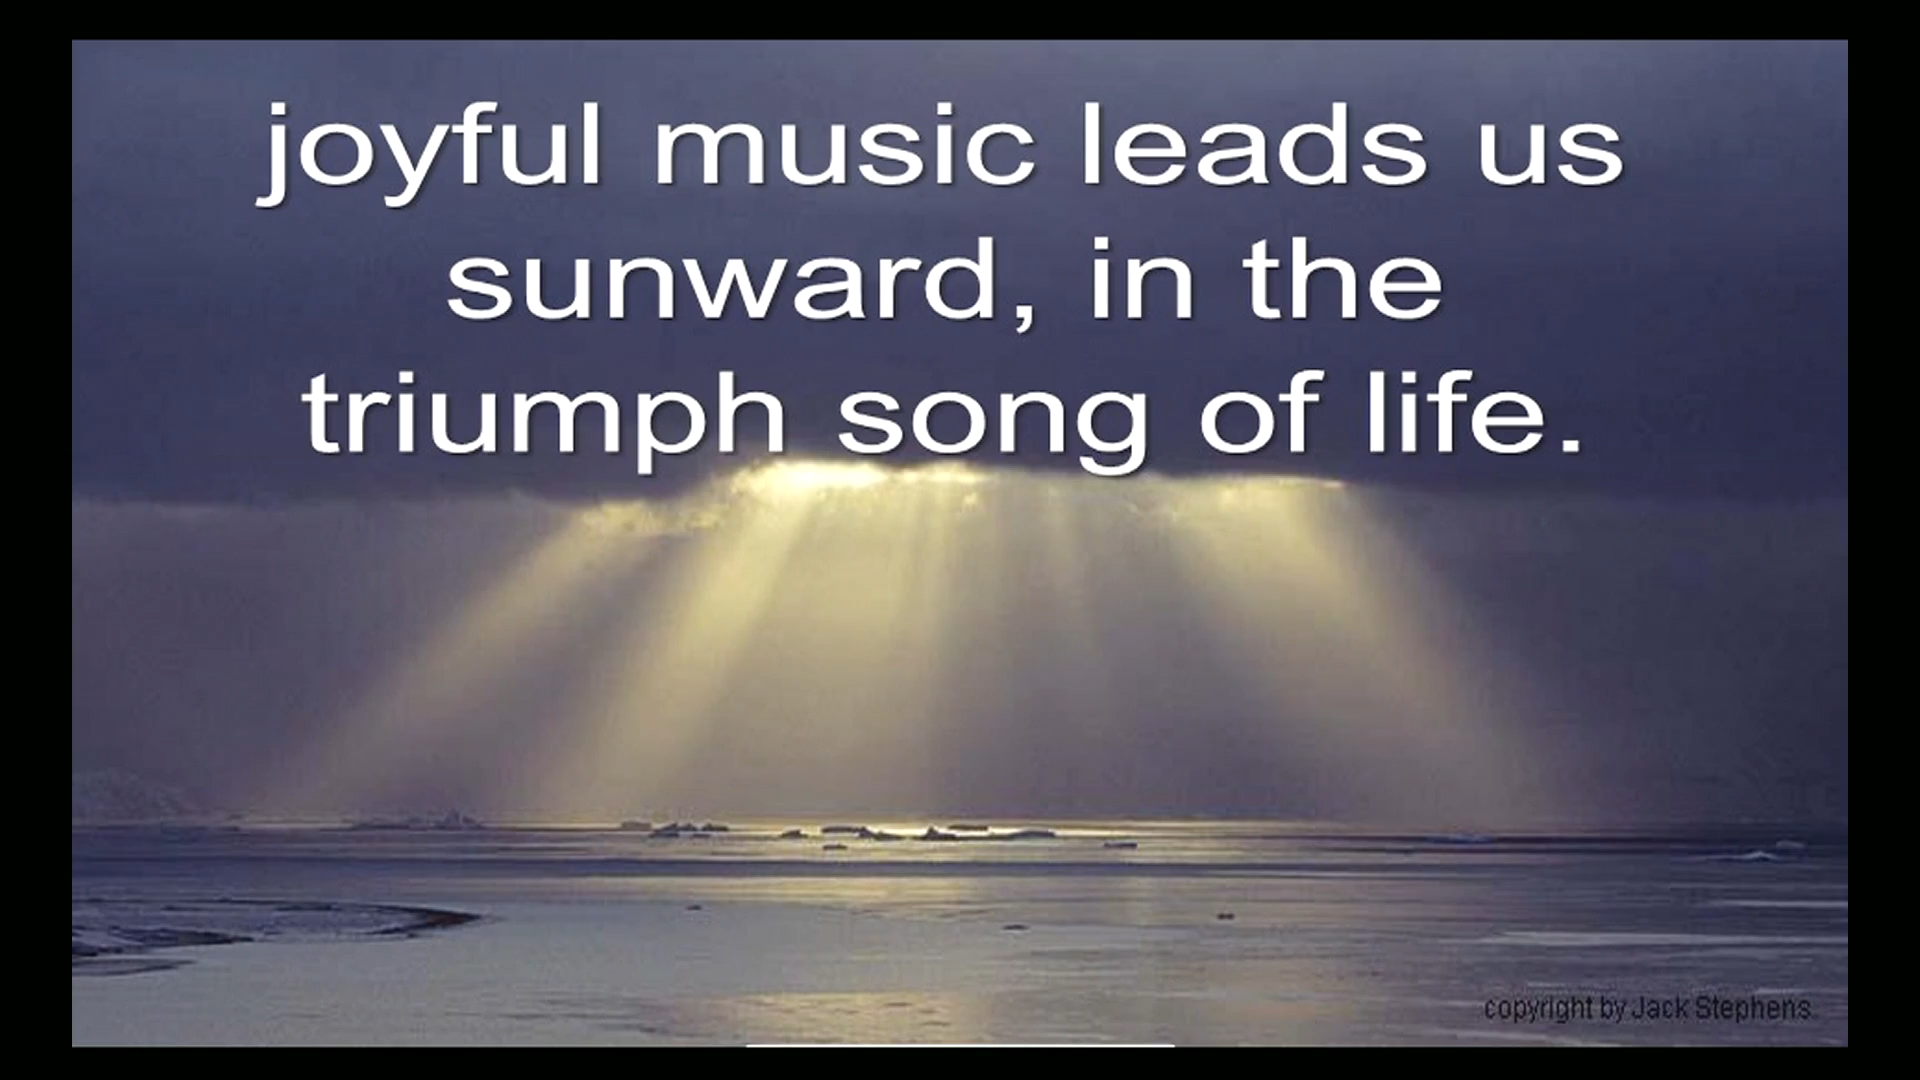 joyful music leads us
sunward, in the
triumph song of life.
copyright by Jack Stephens